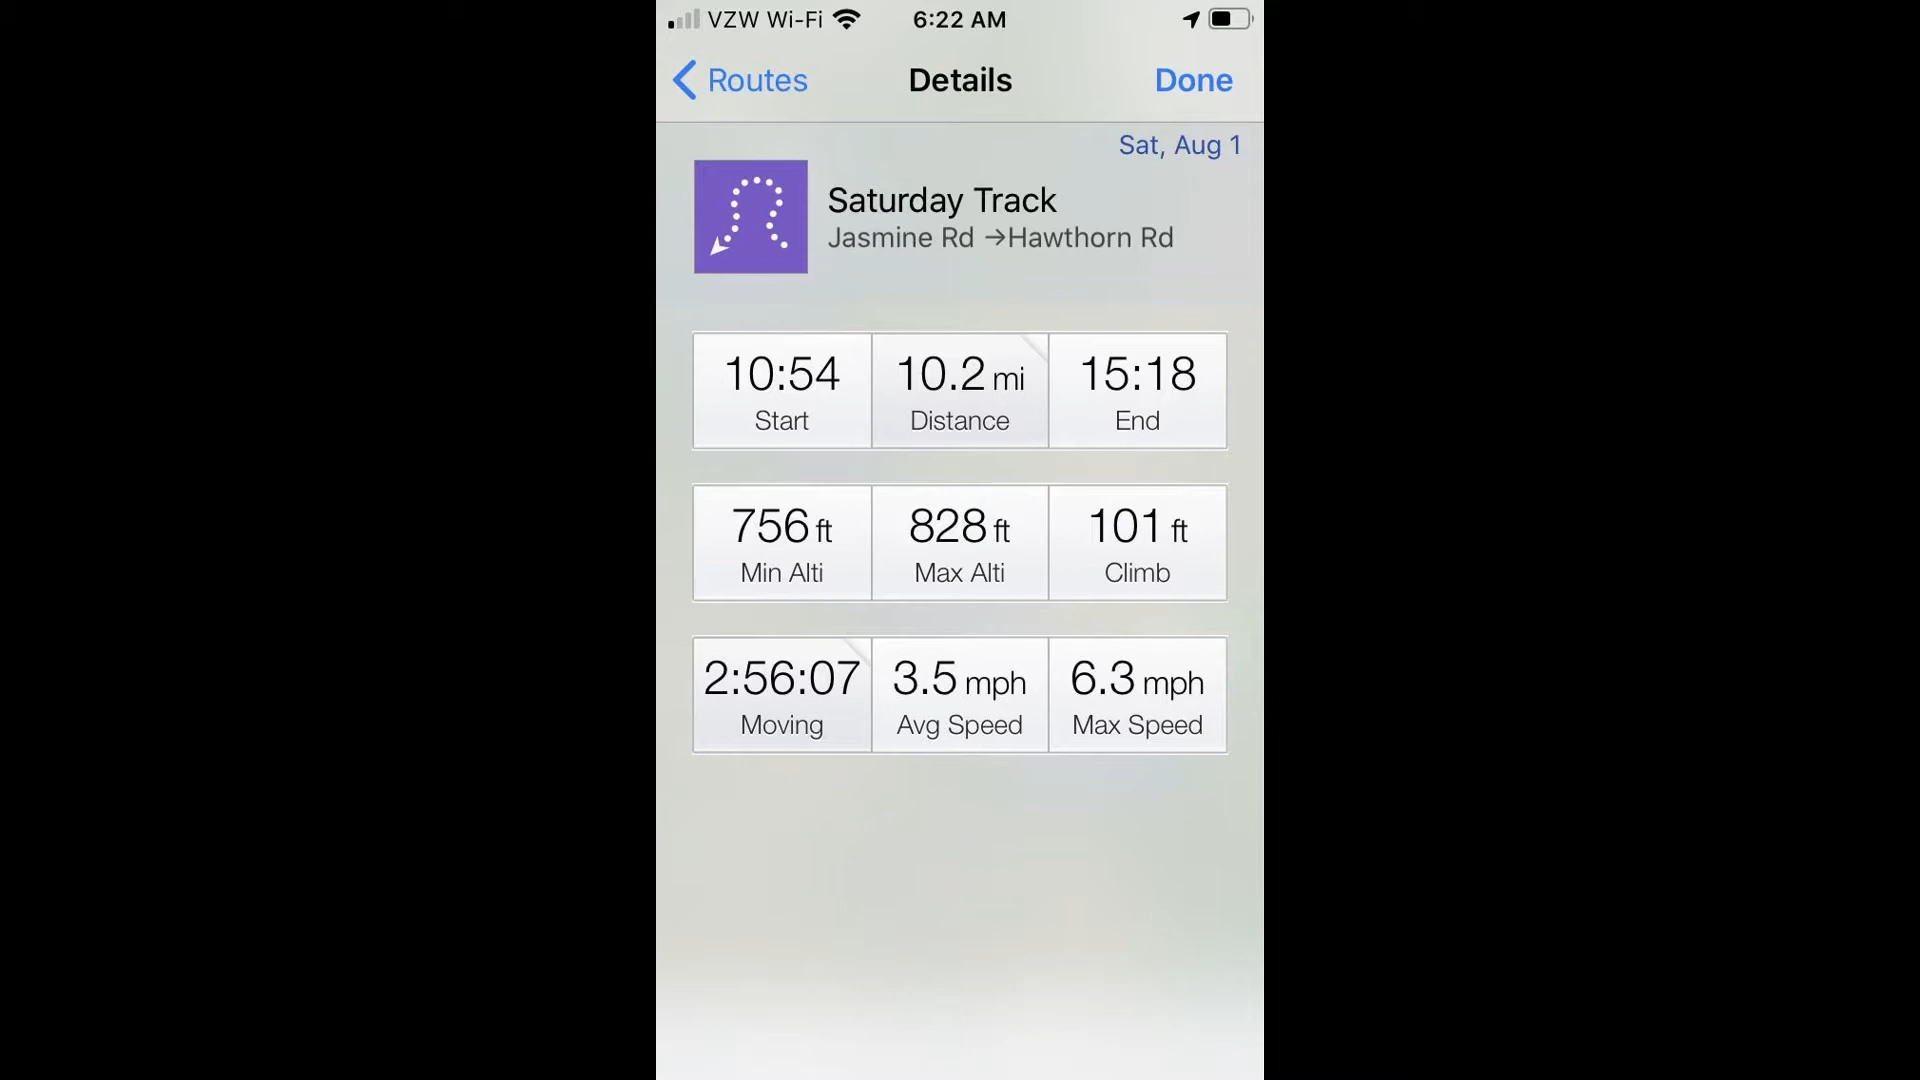 VZW Wi-Fi 6:22 AM
Routes Details Done
Sat, Aug 1
Saturday Track
Jasmine Rd →Hawthorn Rd
10:54 10.2 mi 15:18
Start Distance End
756 ft 828 ft 101 ft
Min Alti Max Alti Climb
2:56:07 3.5 mph 6.3 mph
Moving Avg Speed Max Speed